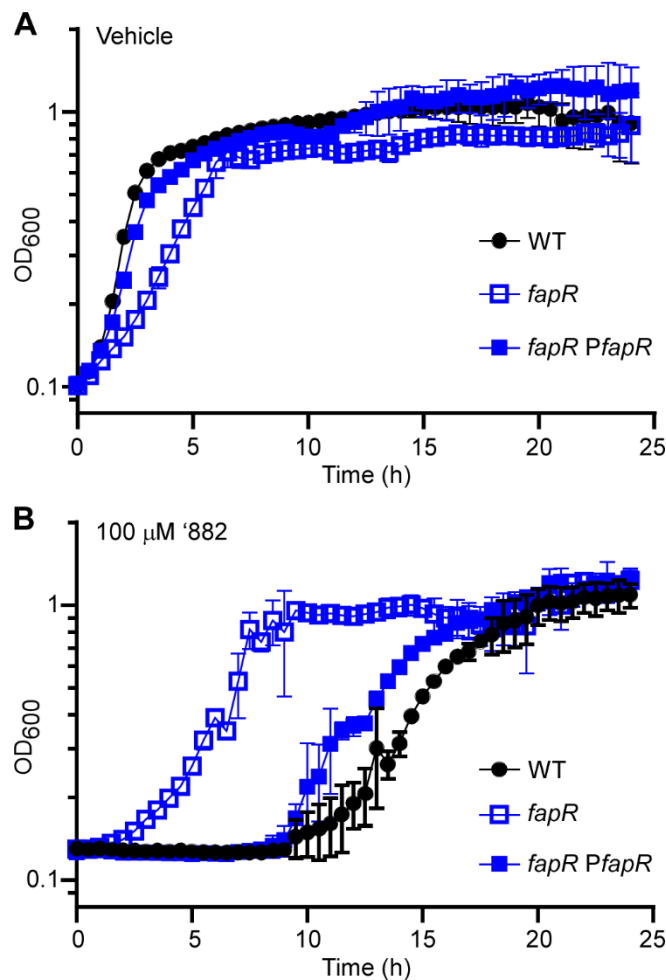 A
Vehicle
OD600
1
0.1
WT
fapR
fapR PfapR
0
5
10
15
20
25
Time (h)
B
100 μM '882
OD600
1
0.1
WT
fapR
fapR PfapR
0
5
10
15
20
25
Time (h)